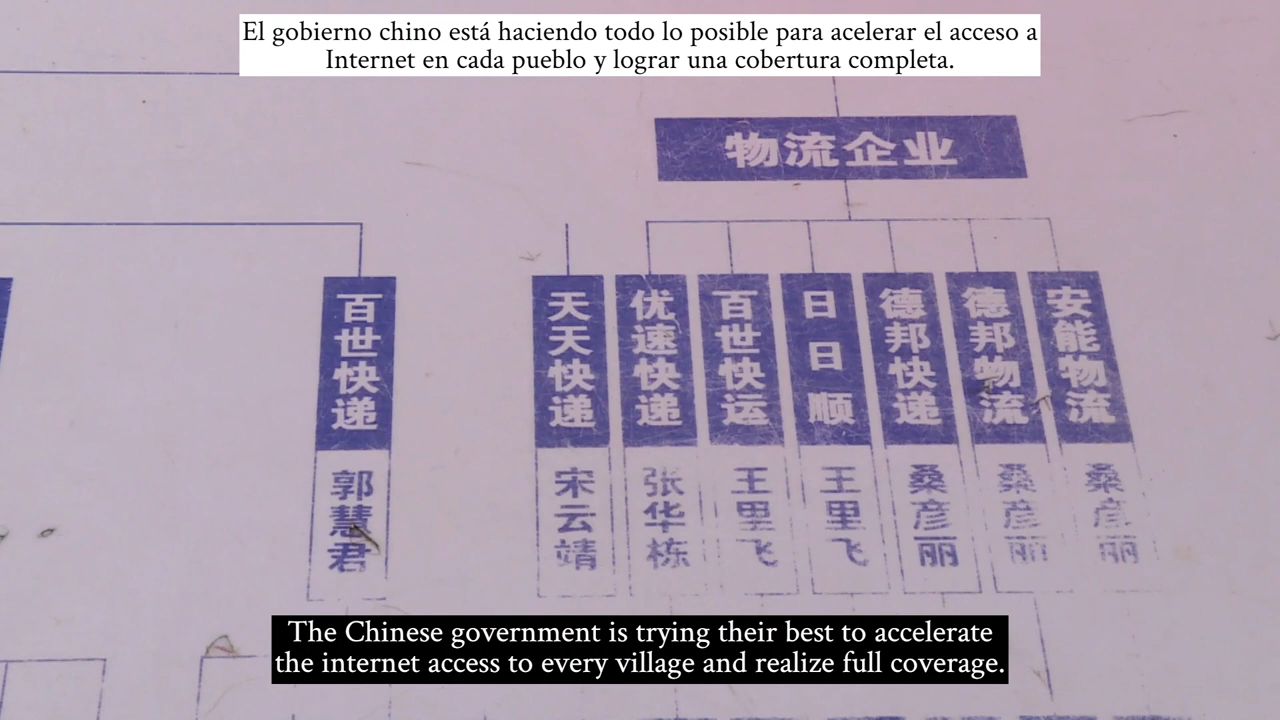 El gobierno chino está haciendo todo lo posible para acelerar el acceso a
Internet en cada pueblo y lograr una cobertura completa.
物流企业
百世快递
郭慧君
天天快递
宋云靖
优速快递
张华栋
百世快运
王里飞
日日顺
王里飞
德邦快递
桑彦丽
德邦物流
桑彦丽
安能物流
桑彦丽
The Chinese government is trying their best to accelerate
the internet access to every village and realize full coverage.